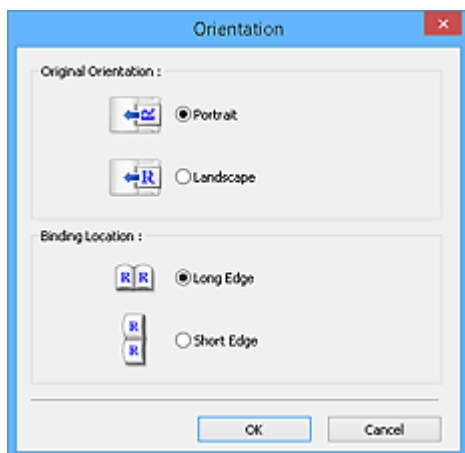 Orientation
Original Orientation :
Portrait
R Landscape
Binding Location :
R R Long Edge
R
R Short Edge
OK Cancel